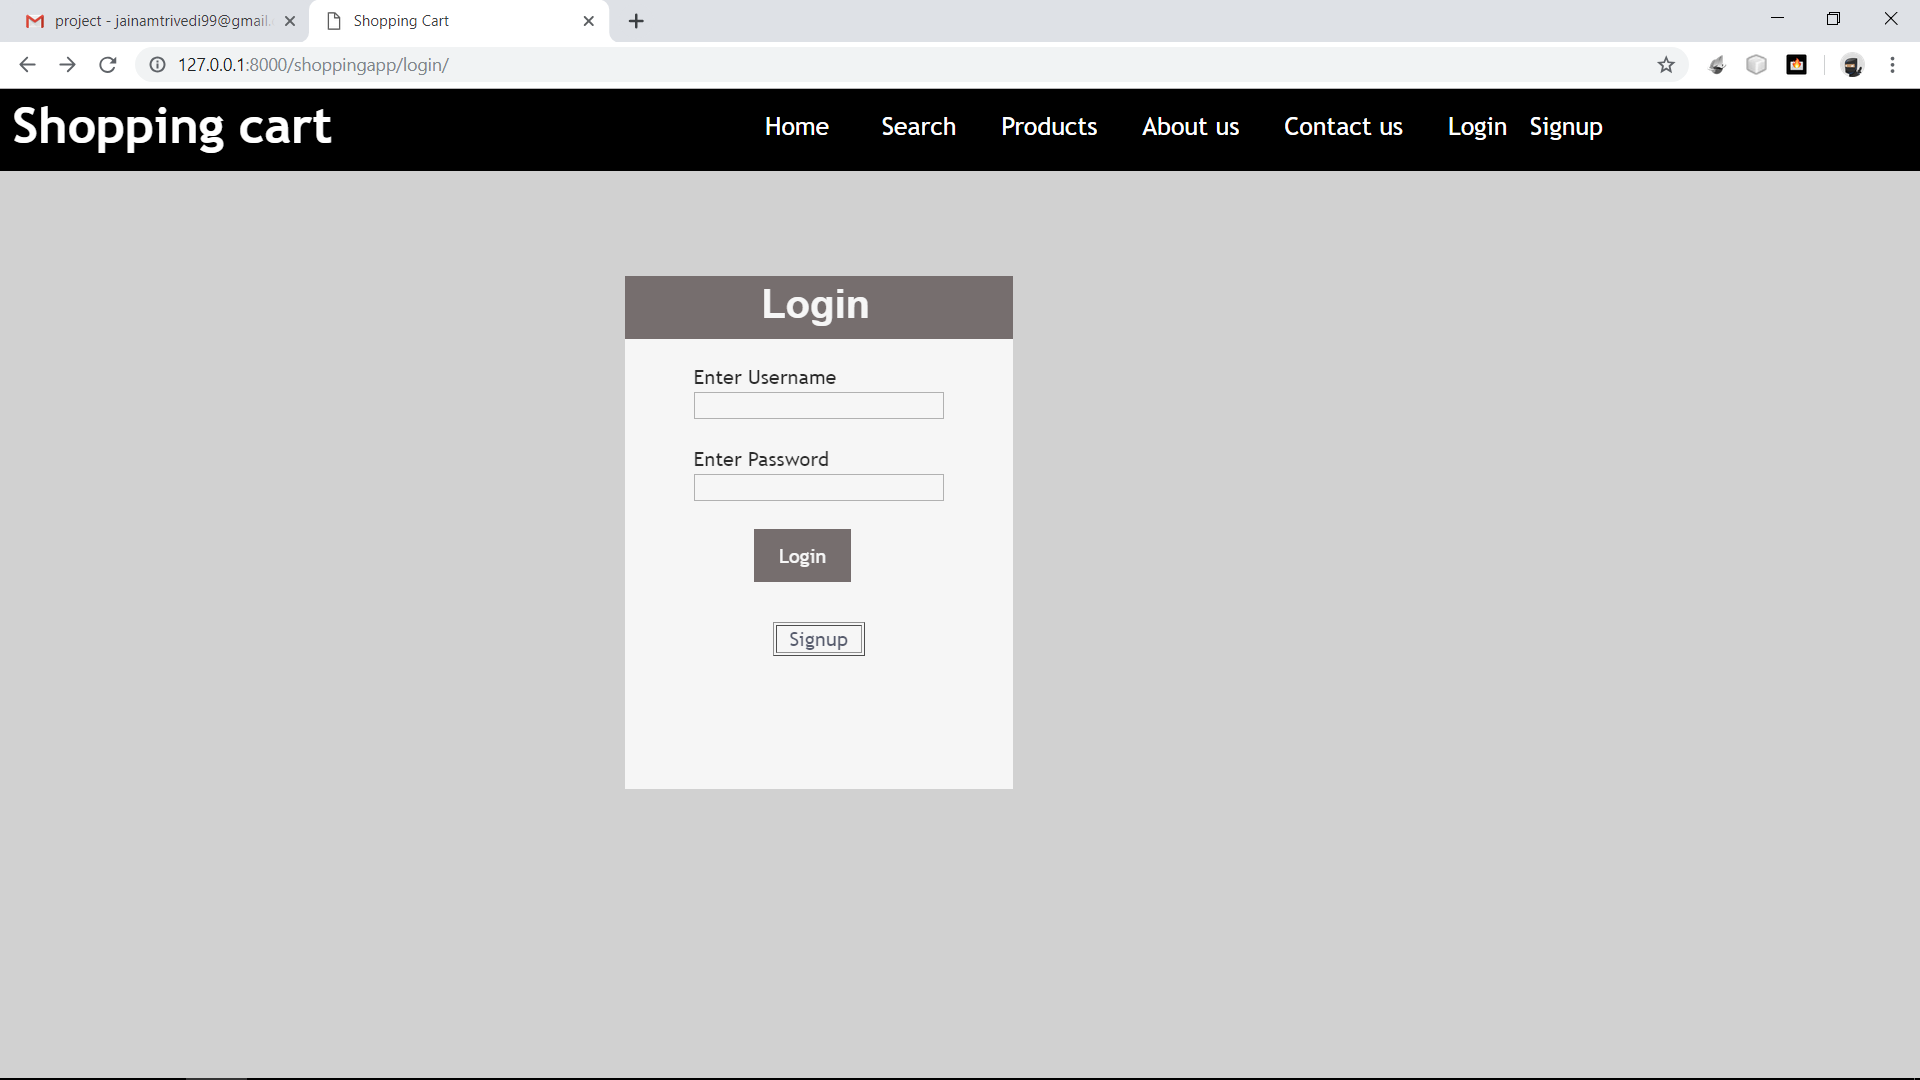 project - jainamtrivedi99@gmail.
Shopping Cart
127.0.0.1:8000/shoppingapp/login/
Shopping cart
Home Search Products About us Contact us Login Signup
Login
Enter Username
Enter Password
Login
Signup